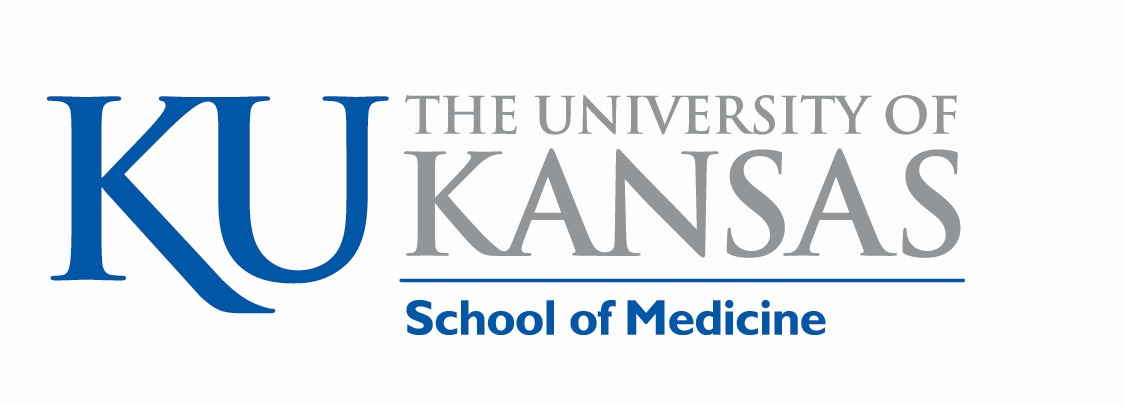 KU
THE UNIVERSITY OF
KANSAS
School of Medicine